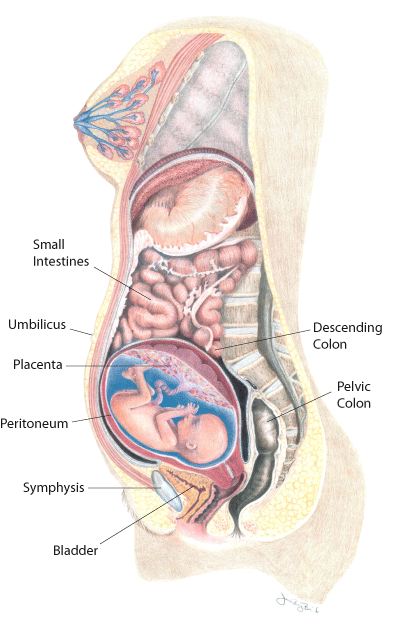 Small
Intestines
Umbilicus
Descending
Colon
Placenta
Pelvic
Colon
Peritoneum
Symphysis
Bladder